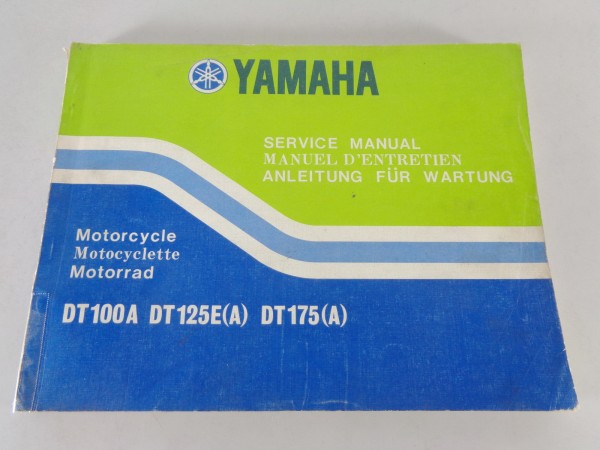 YAMAHA
SERVICE MANUAL
MANUEL D'ENTRETIEN
ANLEITUNG FÜR WARTUNG
Motorcycle
Motocyclette
Motorrad
DT100A DT125E(A) DT175(A)